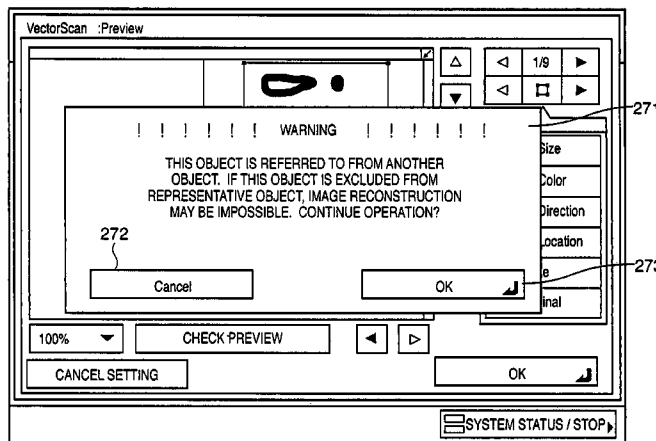 VectorScan :Preview
1/9
271
! ! ! ! ! ! WARNING ! ! ! ! ! !
THIS OBJECT IS REFERRED TO FROM ANOTHER
OBJECT. IF THIS OBJECT IS EXCLUDED FROM
REPRESENTATIVE OBJECT, IMAGE RECONSTRUCTION
MAY BE IMPOSSIBLE. CONTINUE OPERATION?
Size
Color
Direction
Location
le
inal
272
Cancel
OK
273
100%
CHECK PREVIEW
CANCEL SETTING
OK
SYSTEM STATUS / STOP